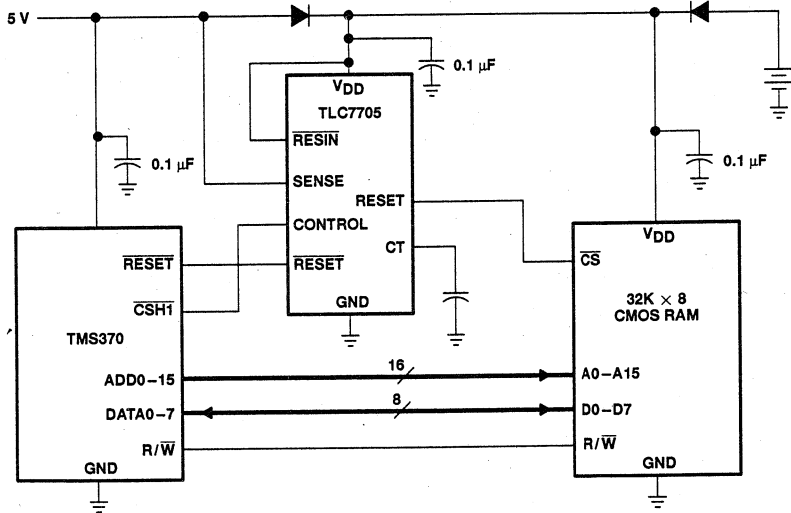 5 V
0.1 µF
VDD
TLC7705
0.1 µF
RESIN
0.1 µF
SENSE
RESET
CONTROL
VDD
CT
RESET
RESET
CS
CSH1
GND
32K × 8
CMOS RAM
TMS370
16
ADD0–15
A0–A15
8
DATA0–7
D0–D7
R/W
R/W
GND
GND